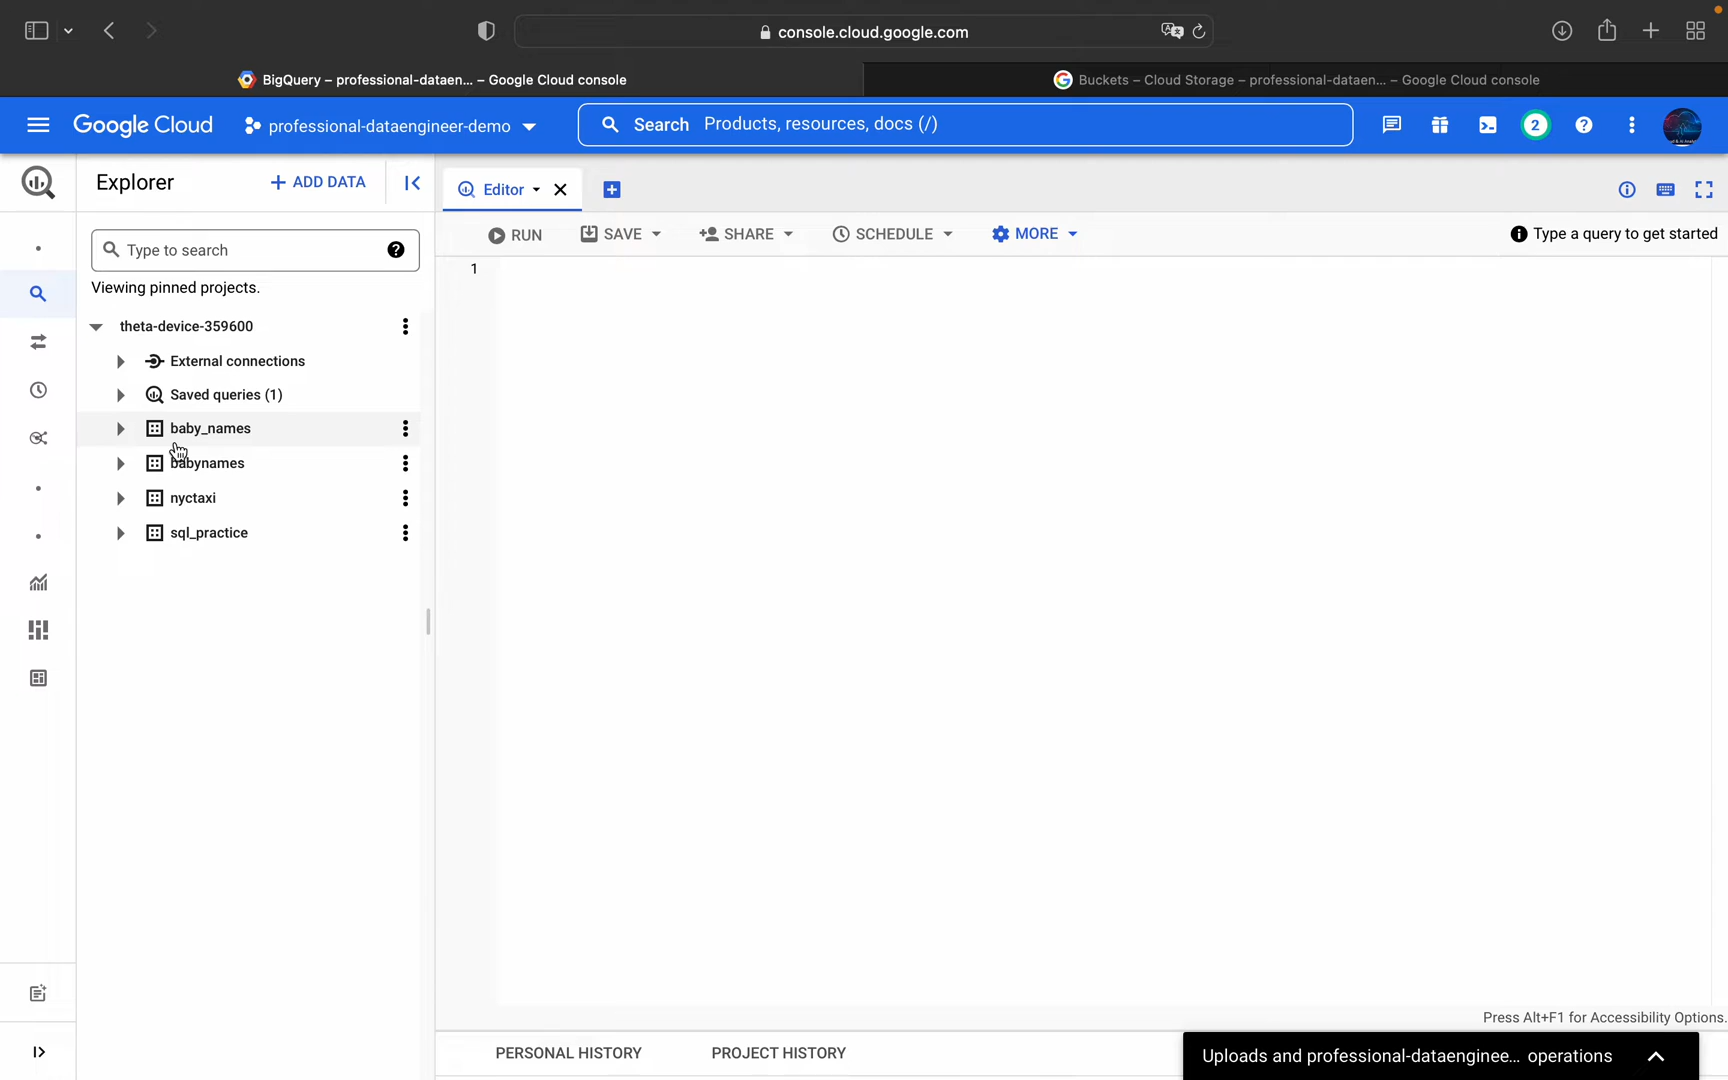 console.cloud.google.com
BigQuery – professional-dataen... – Google Cloud console
Buckets – Cloud Storage – professional-dataen... – Google Cloud console
Google Cloud
professional-dataengineer-demo
Search Products, resources, docs (/)
2
Explorer
+ ADD DATA
Editor
RUN
SAVE
SHARE
SCHEDULE
MORE
Type a query to get started
Type to search
Viewing pinned projects.
1
theta-device-359600
External connections
Saved queries (1)
baby_names
babynames
nyctaxi
sql_practice
Press Alt+F1 for Accessibility Options.
PERSONAL HISTORY
PROJECT HISTORY
Uploads and professional-dataenginee... operations